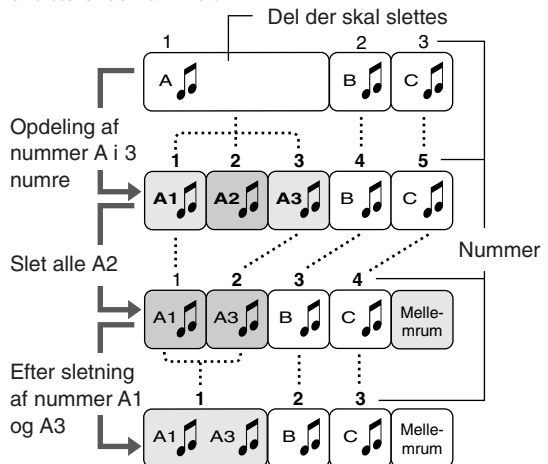 Del der skal slettes
1 2 3
A B C
Opdeling af
nummer A i 3
numre
1 2 3 4 5
A1 A2 A3 B C
Nummer
Slet alle A2
1 2 3 4
A1 A3 B C Melle-
mrum
Efter sletning
af nummer A1
og A3
1 2 3
A1 A3 B C Melle-
mrum